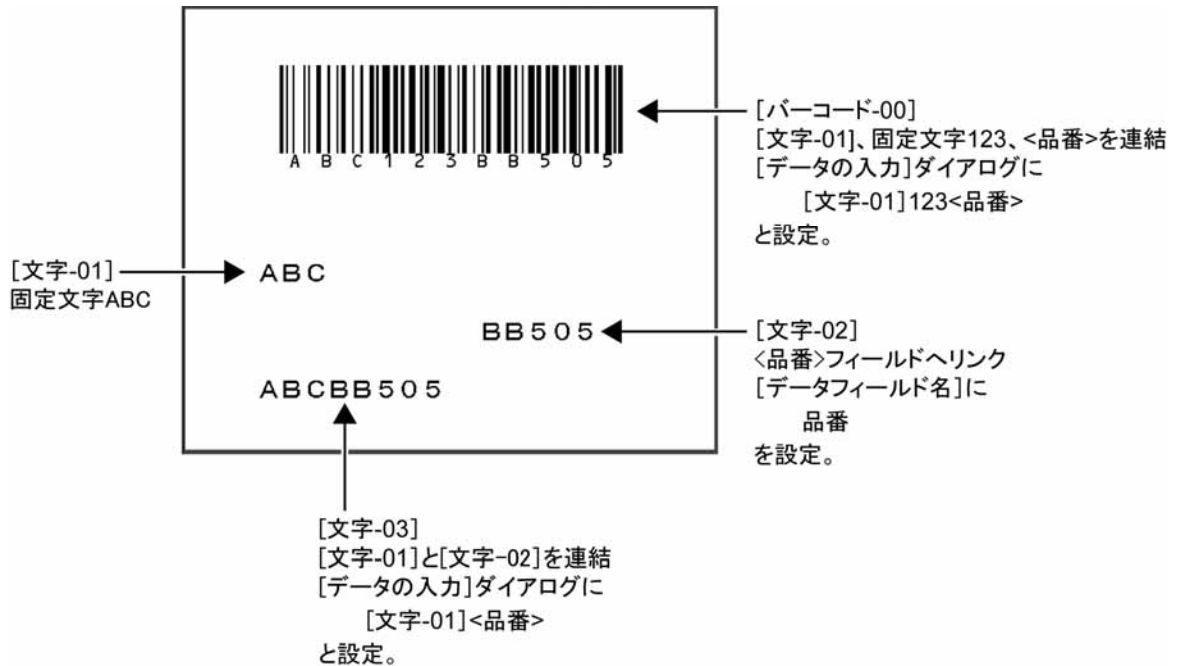 ABC123BB505
[バーコード-00]
[文字-01]、固定文字123、<品番>を連結
[データの入力]ダイアログに
[文字-01]123<品番>
と設定。
[文字-01]
固定文字ABC
ABC
BB505
[文字-02]
<品番>フィールドへリンク
[データフィールド名]に
品番
を設定。
ABCBB505
[文字-03]
[文字-01]と[文字-02]を連結
[データの入力]ダイアログに
[文字-01]<品番>
と設定。